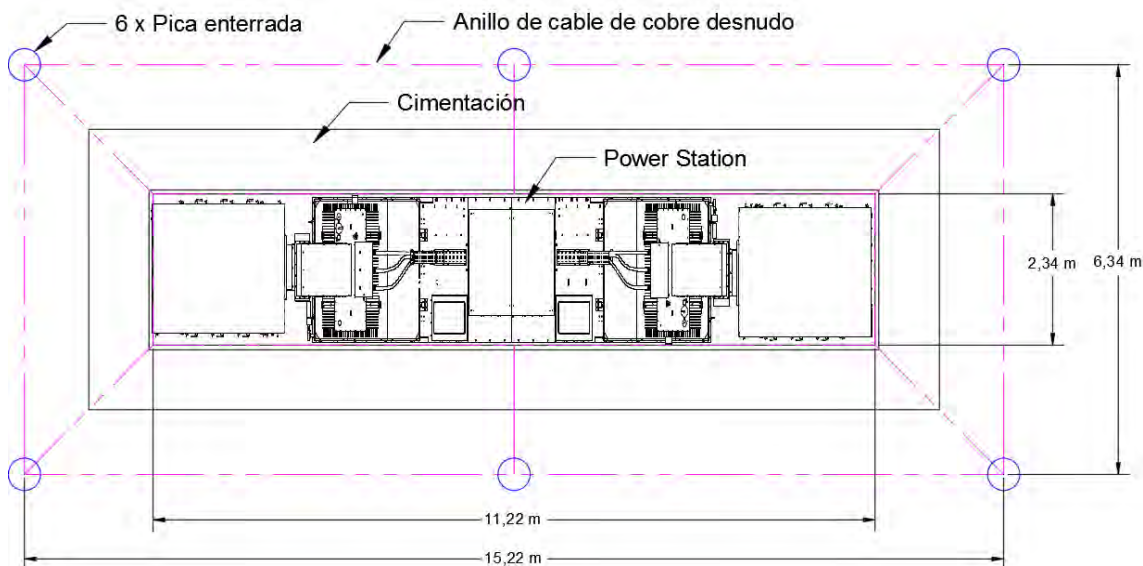 6 x Pica enterrada
Anillo de cable de cobre desnudo
Cimentación
Power Station
2,34 m
6,34 m
11,22 m
15,22 m